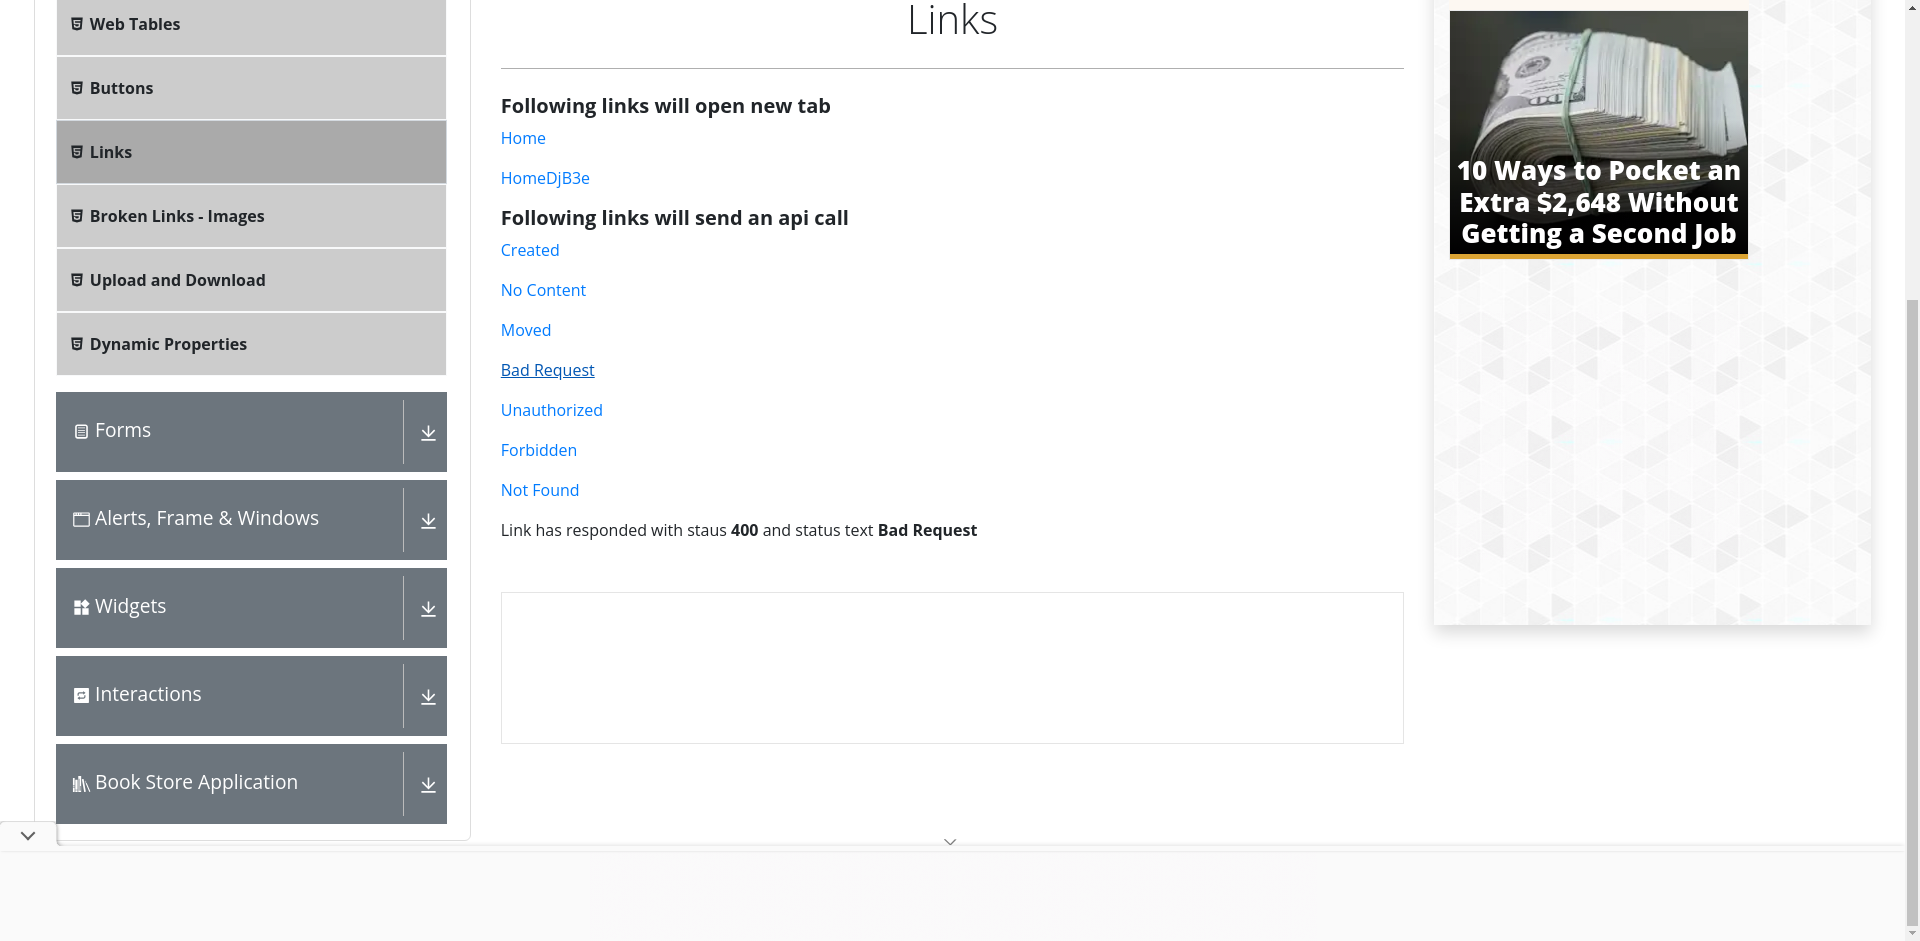 Web Tables
Buttons
Links
Broken Links - Images
Upload and Download
Dynamic Properties
Forms
Alerts, Frame & Windows
Widgets
Interactions
Book Store Application
Links
Following links will open new tab
Home
HomeDjB3e
Following links will send an api call
Created
No Content
Moved
Bad Request
Unauthorized
Forbidden
Not Found
Link has responded with staus 400 and status text Bad Request
10 Ways to Pocket an
Extra $2,648 Without
Getting a Second Job